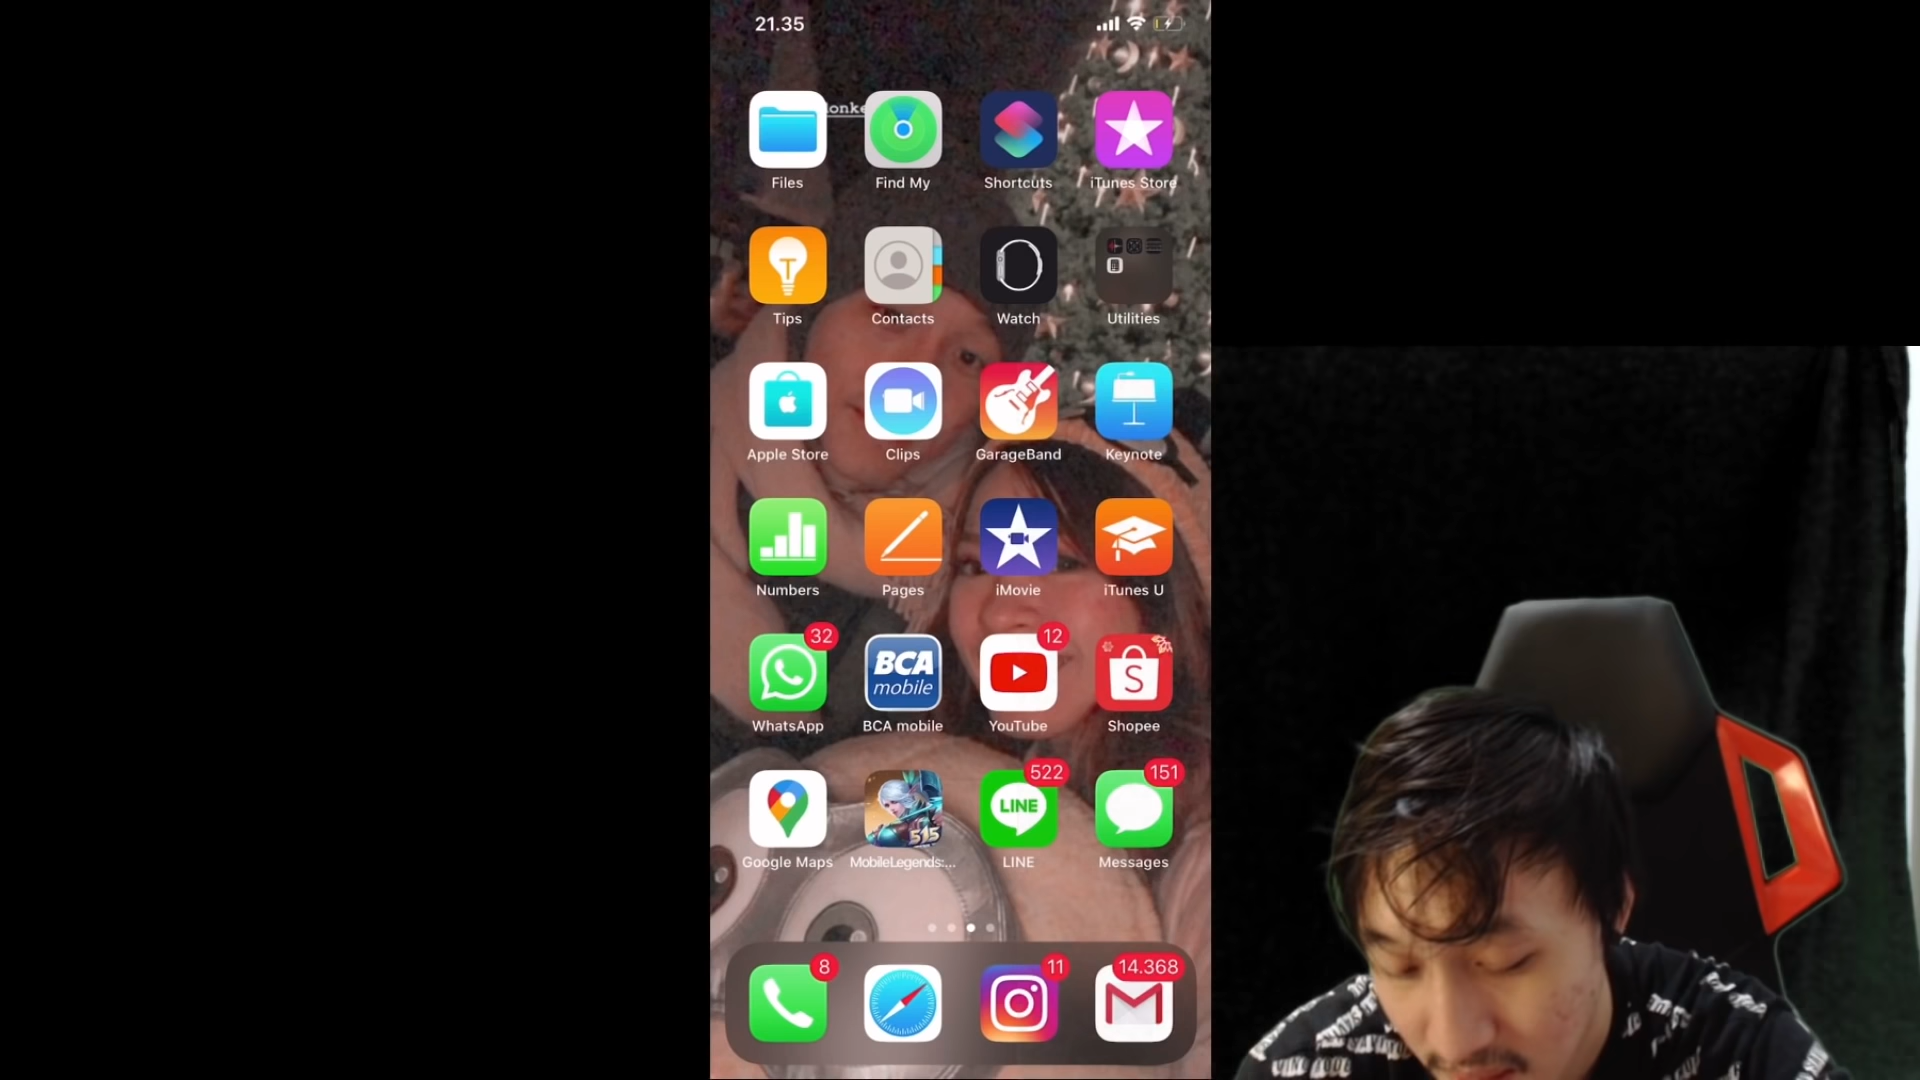 21.35
onke
Files
Find My
Shortcuts
iTunes Store
Tips
Contacts
Watch
Utilities
Apple Store
Clips
GarageBand
Keynote
Numbers
Pages
iMovie
iTunes U
32
BCA
mobile
12
S
WhatsApp
BCA mobile
YouTube
Shopee
515
522
LINE
151
Google Maps
MobileLegends:...
LINE
Messages
8
11
14.368